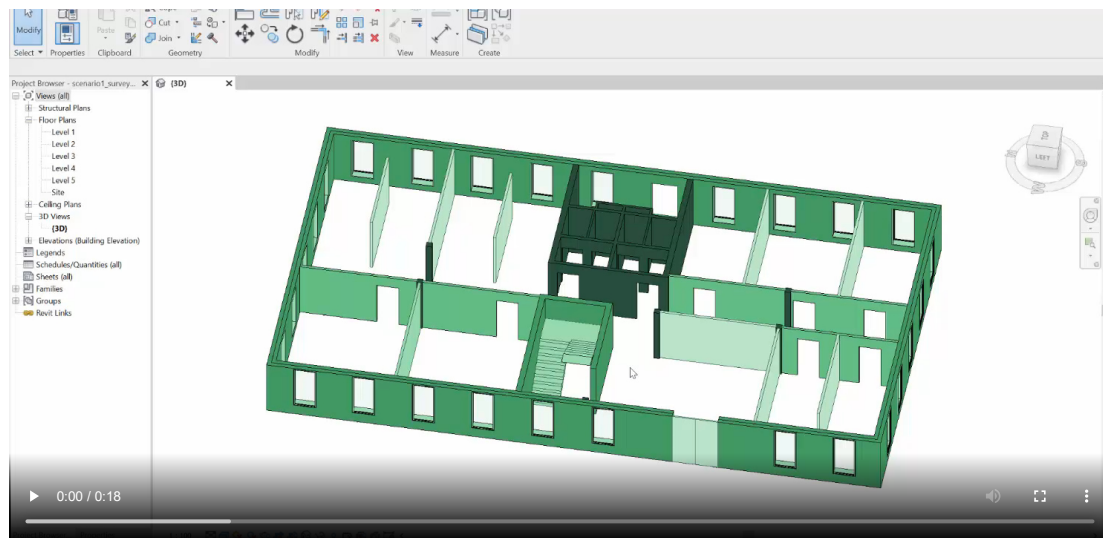 Modify
Paste
Cut
Join
Select
Properties
Clipboard
Geometry
Modify
View
Measure
Create
Project Browser - scenario1_survey...
{3D}
Views (all)
Structural Plans
Floor Plans
Level 1
Level 2
Level 3
Level 4
Level 5
Site
Ceiling Plans
3D Views
{3D}
Elevations (Building Elevation)
Legends
Schedules/Quantities (all)
Sheets (all)
Families
Groups
Revit Links
LEFT
0:00 / 0:18